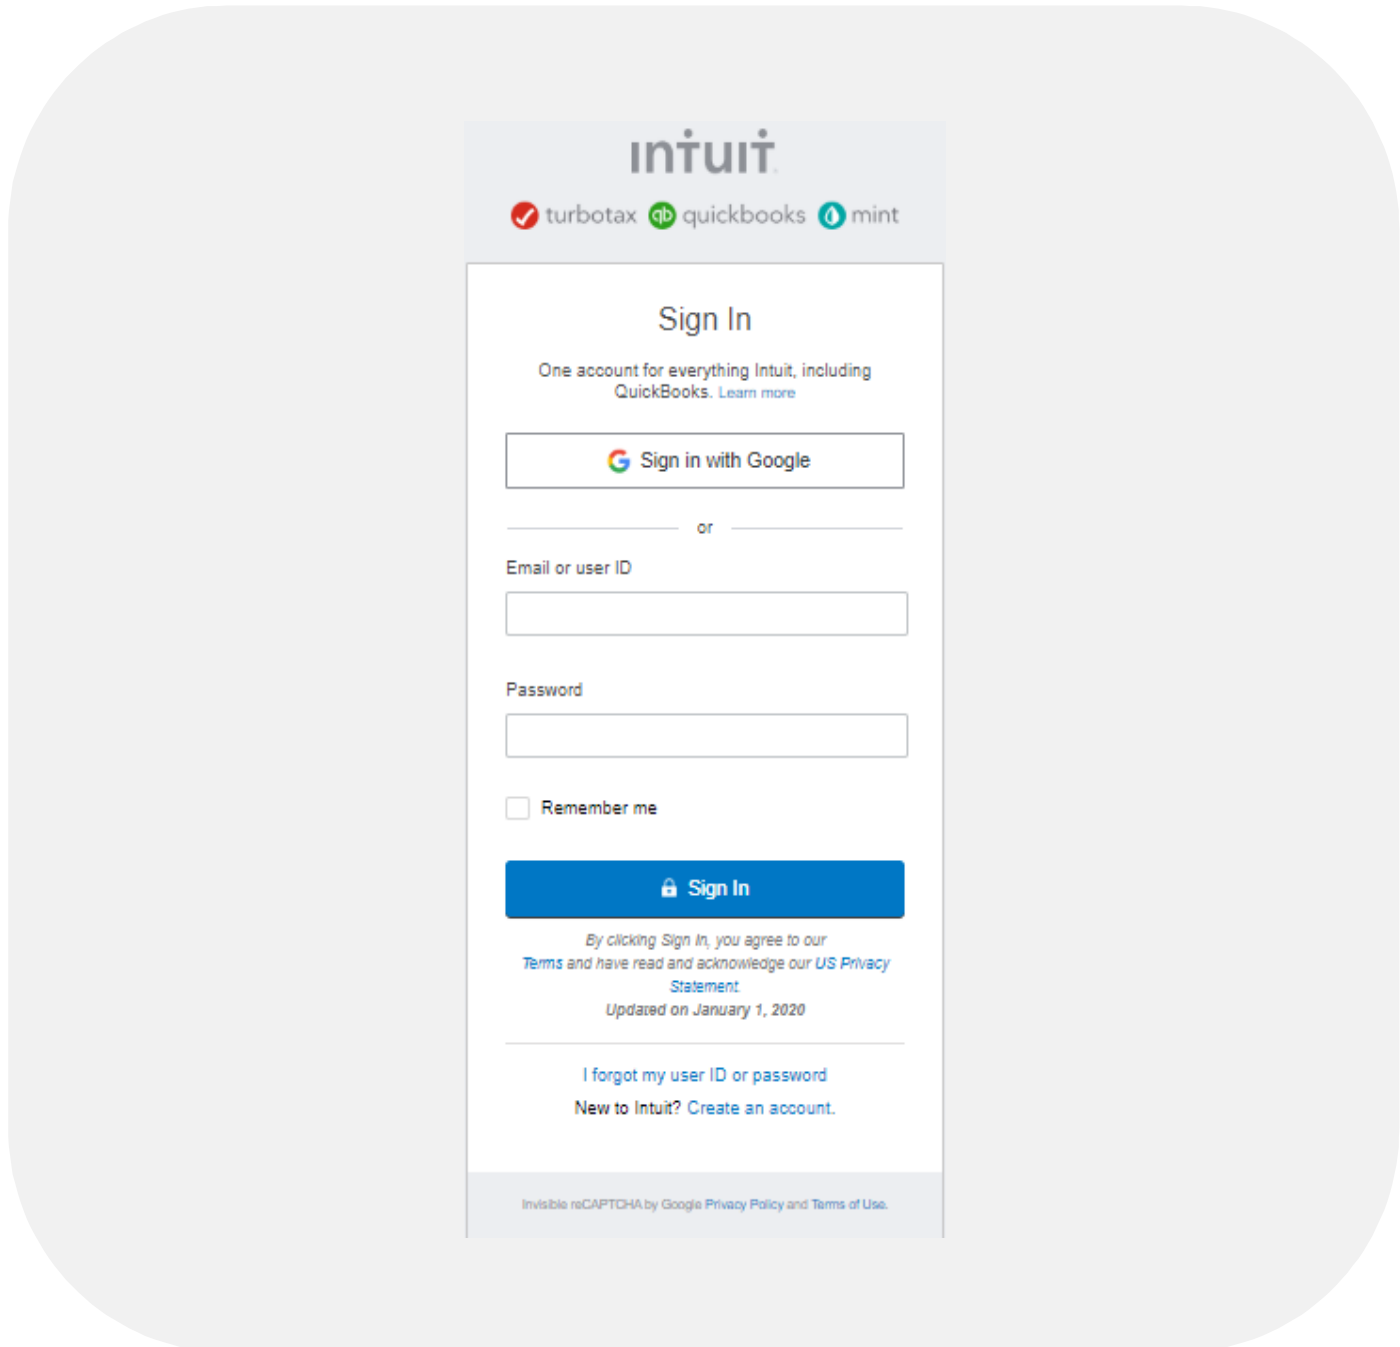 intuit
turbotax qb quickbooks mint
Sign In
One account for everything Intuit, including
QuickBooks. Learn more
G Sign in with Google
or
Email or user ID
Password
Remember me
Sign In
By clicking Sign In, you agree to our
Terms and have read and acknowledge our US Privacy
Statement.
Updated on January 1, 2020
I forgot my user ID or password
New to Intuit? Create an account.
Invisible reCAPTCHA by Google Privacy Policy and Terms of Use.